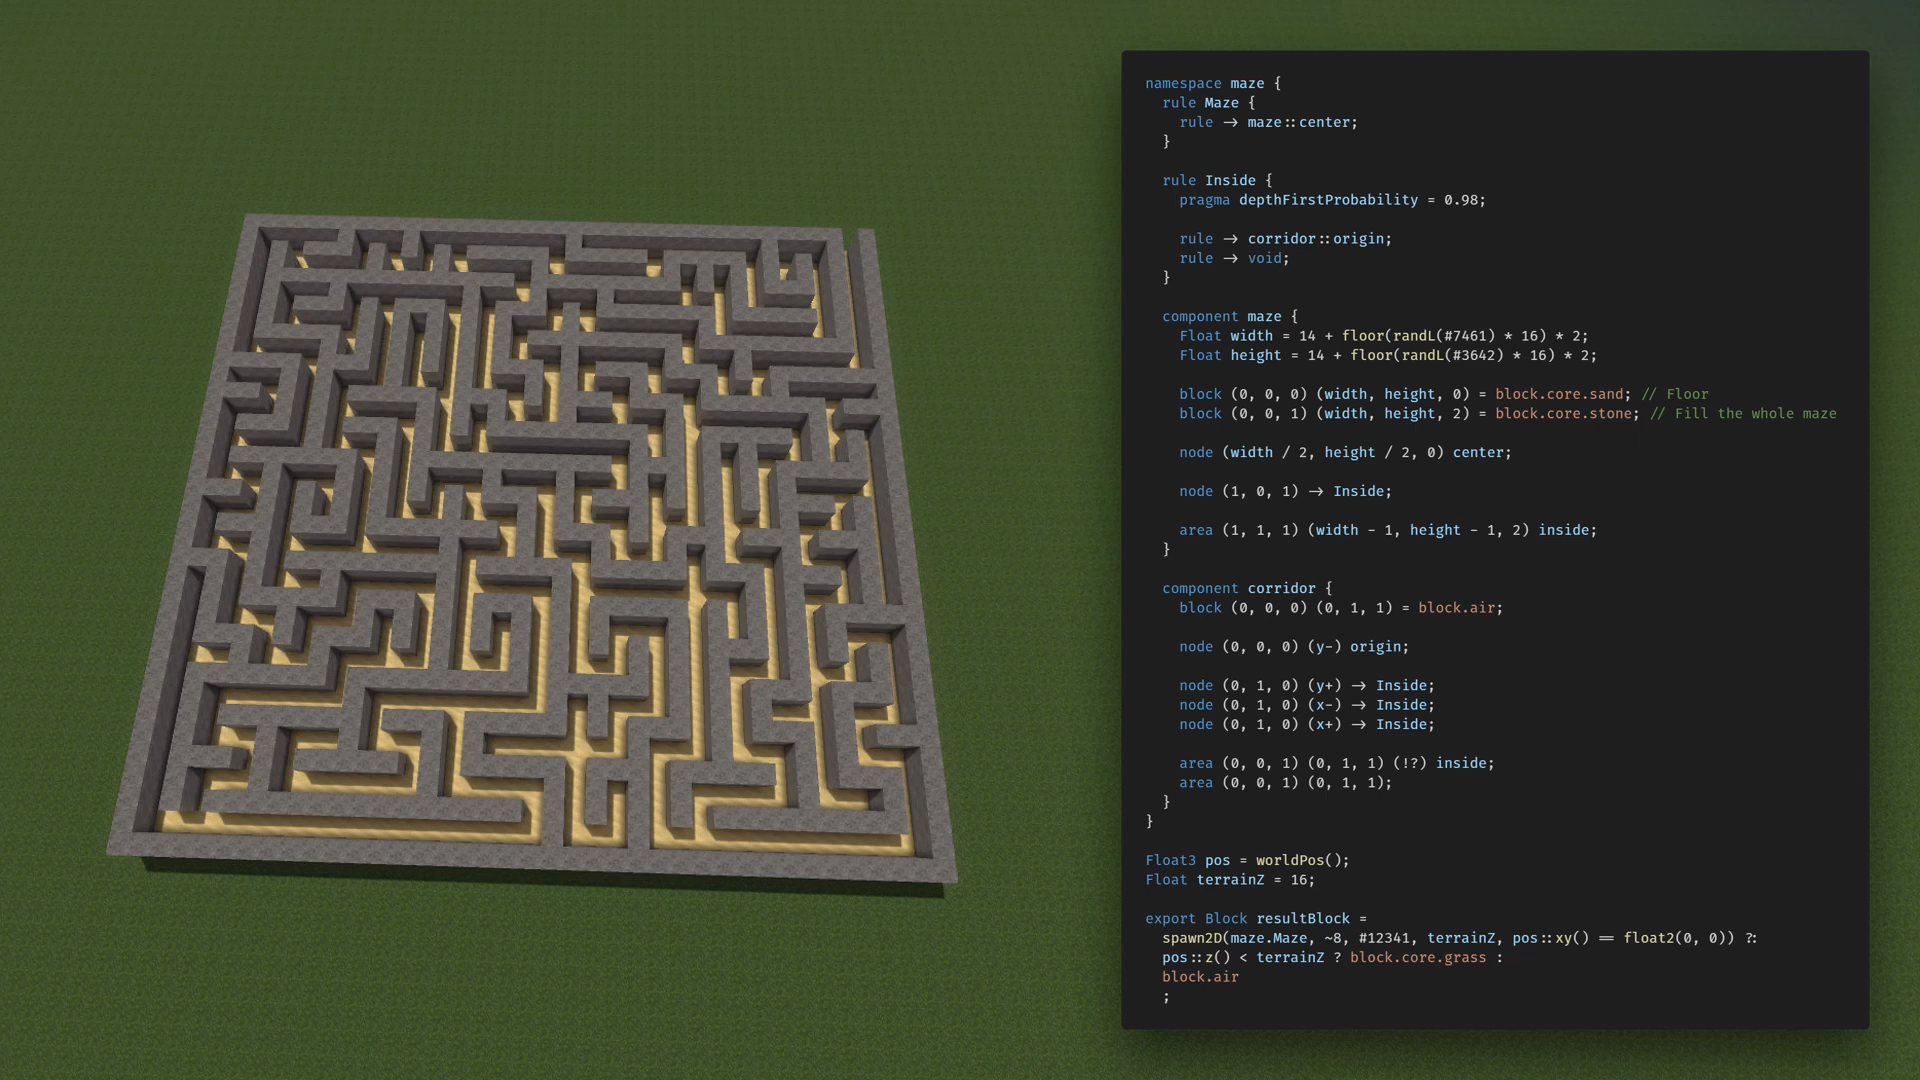 namespace maze {
rule Maze {
rule → maze::center;
}
rule Inside {
pragma depthFirstProbability = 0.98;
rule → corridor::origin;
rule → void;
}
component maze {
Float width = 14 + floor(randL(#7461) * 16) * 2;
Float height = 14 + floor(randL(#3642) * 16) * 2;
block (0, 0, 0) (width, height, 0) = block.core.sand; // Floor
block (0, 0, 1) (width, height, 2) = block.core.stone; // Fill the whole maze
node (width / 2, height / 2, 0) center;
node (1, 0, 1) → Inside;
area (1, 1, 1) (width - 1, height - 1, 2) inside;
}
component corridor {
block (0, 0, 0) (0, 1, 1) = block.air;
node (0, 0, 0) (y-) origin;
node (0, 1, 0) (y+) → Inside;
node (0, 1, 0) (x-) → Inside;
node (0, 1, 0) (x+) → Inside;
area (0, 0, 1) (0, 1, 1) (!?) inside;
area (0, 0, 1) (0, 1, 1);
}
}
Float3 pos = worldPos();
Float terrainZ = 16;
export Block resultBlock =
spawn2D(maze.Maze, ~8, #12341, terrainZ, pos::xy() == float2(0, 0)) ?:
pos::z() < terrainZ ? block.core.grass :
block.air
;